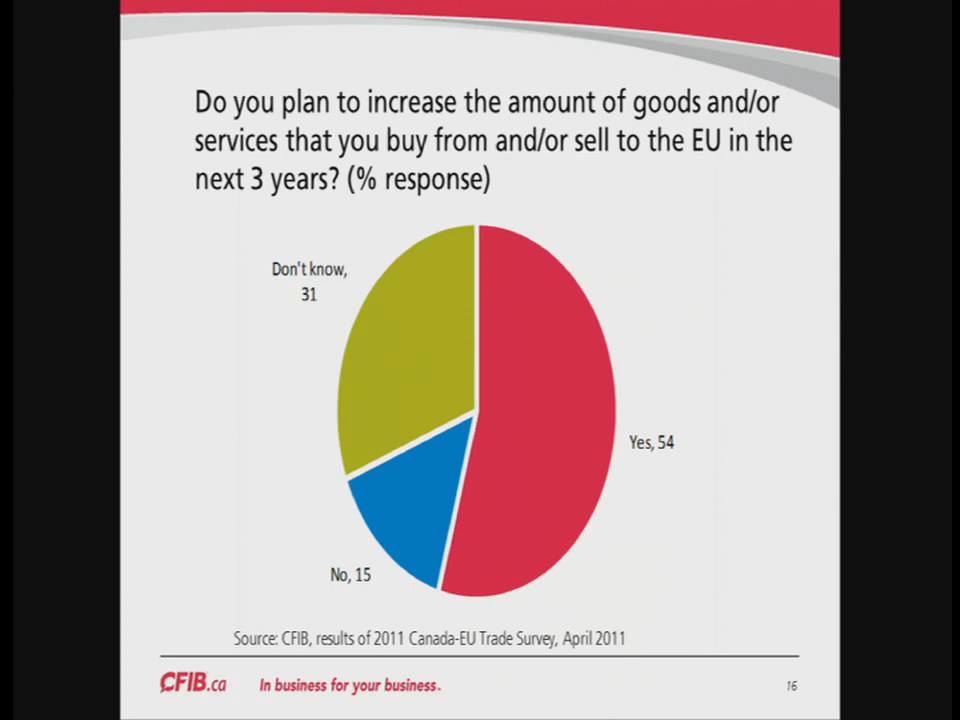 Do you plan to increase the amount of goods and/or
services that you buy from and/or sell to the EU in the
next 3 years? (% response)
Don't know,
31
Yes, 54
No, 15
Source: CFIB, results of 2011 Canada-EU Trade Survey, April 2011
CFIB.ca In business for your business.
16